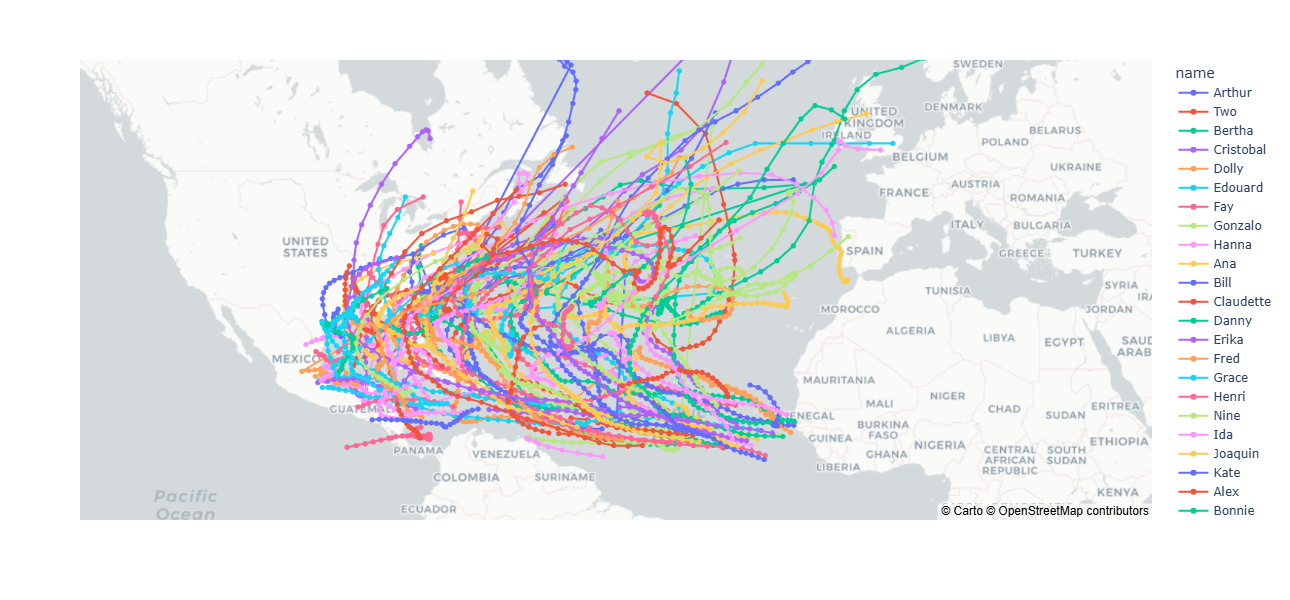 SWEDEN
DENMARK
UNITED
KINGDOM
IRELAND
BELARUS
POLAND
BELGIUM
UKRAINE
AUSTRIA
FRANCE
ROMANIA
ITALY
BULGARIA
UNITED
STATES
SPAIN
GREECE
TURKEY
SYRIA
TUNISIA
IRA
MOROCCO
JORDAN
ALGERIA
LIBYA
EGYPT
SAUD
ARAB
MEXICO
MAURITANIA
MALI
NIGER
CHAD
SUDAN
ERITREA
GUATEMALA
SENEGAL
BURKINA
FASO
GUINEA
NIGERIA
ETHIOPIA
PANAMA
VENEZUELA
GHANA
CENTRAL
AFRICAN
REPUBLIC
SOUTH
SUDAN
LIBERIA
COLOMBIA
SURINAME
KENYA
Pacific
Ocean
ECUADOR
© Carto © OpenStreetMap contributors
name
Arthur
Two
Bertha
Cristobal
Dolly
Edouard
Fay
Gonzalo
Hanna
Ana
Bill
Claudette
Danny
Erika
Fred
Grace
Henri
Nine
Ida
Joaquin
Kate
Alex
Bonnie